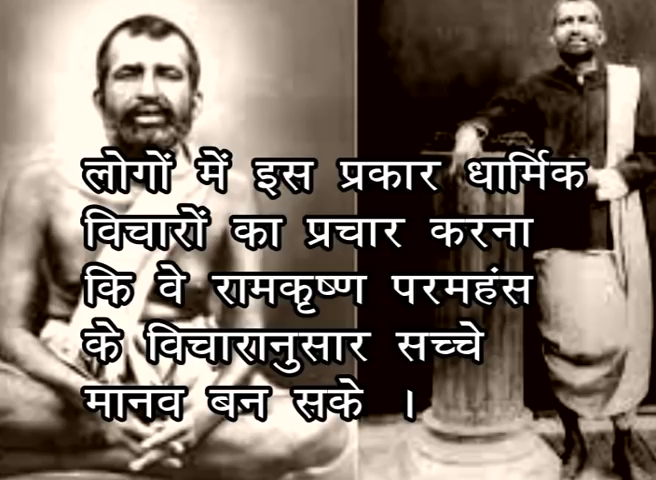 लोगों में इस प्रकार धार्मिक
विचारों का प्रचार करना
कि वे रामकृष्ण परमहंस
के विचारानुसार सच्चे
मानव बन सके ।